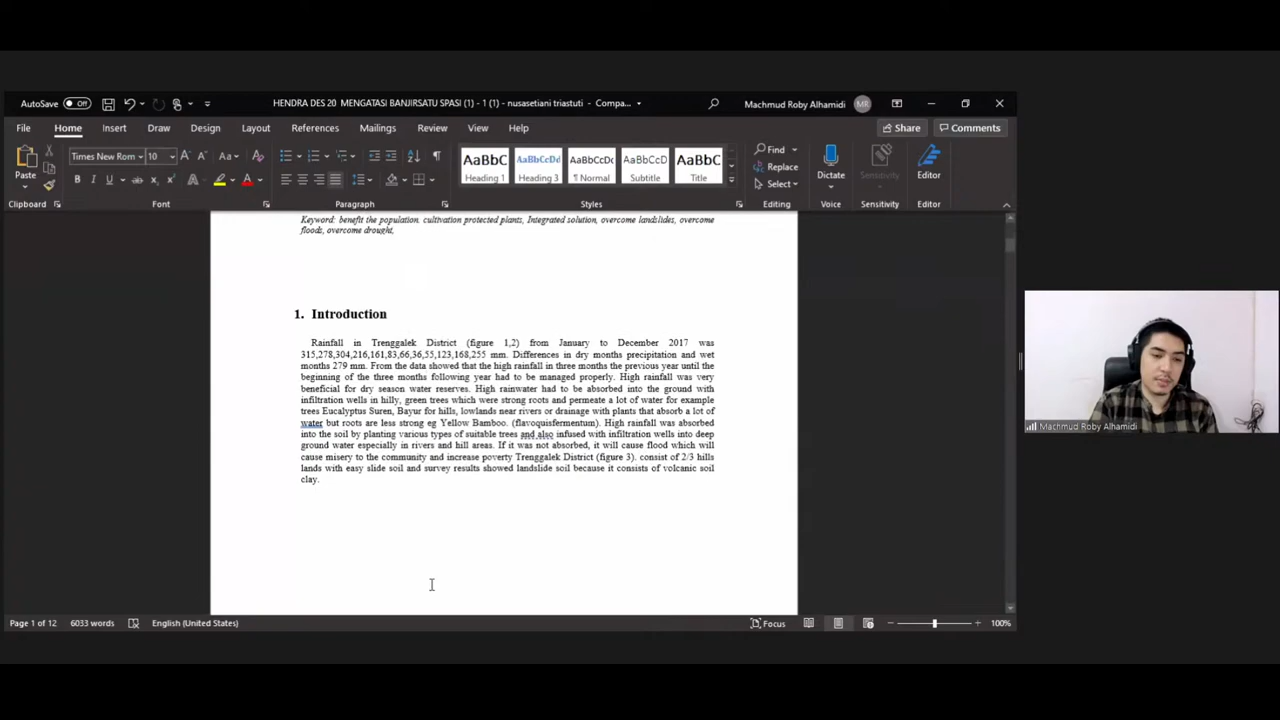 AutoSave Off HENDRA DES 20 MENGATASI BANJIRSATU SPASI (1) - 1 (1) - nusasetiani triastuti - Compa... Machmud Roby Alhamidi MR
File Home Insert Draw Design Layout References Mailings Review View Help Share Comments
Paste
Times New Rom 10
Aa
AaBbC AaBbCcDd AaBbCcDd AaBbCcDd AaBbC
Heading 1 Heading 3 ¶ Normal Subtitle Title
Find
Replace
Select
Dictate Sensitivity Editor
Clipboard Font Paragraph Styles Editing Voice Sensitivity Editor
Keyword: benefit the population. cultivation protected plants, Integrated solution, overcome landslides, overcome
floods, overcome drought,
1. Introduction
Rainfall in Trenggalek District (figure 1,2) from January to December 2017 was
315,278,304,216,161,83,66,36,55,123,168,255 mm. Differences in dry months precipitation and wet
months 279 mm. From the data showed that the high rainfall in three months the previous year until the
beginning of the three months following year had to be managed properly. High rainfall was very
beneficial for dry season water reserves. High rainwater had to be absorbed into the ground with
infiltration wells in hilly, green trees which were strong roots and permeate a lot of water for example
trees Eucalyptus Suren, Bayur for hills, lowlands near rivers or drainage with plants that absorb a lot of
water but roots are less strong eg Yellow Bamboo. (flavoquisfermentum). High rainfall was absorbed
into the soil by planting various types of suitable trees and also infused with infiltration wells into deep
ground water especially in rivers and hill areas. If it was not absorbed, it will cause flood which will
cause misery to the community and increase poverty Trenggalek District (figure 3). consist of 2/3 hills
lands with easy slide soil and survey results showed landslide soil because it consists of volcanic soil
clay.
Machmud Roby Alhamidi
Page 1 of 12 6033 words English (United States) Focus 100%